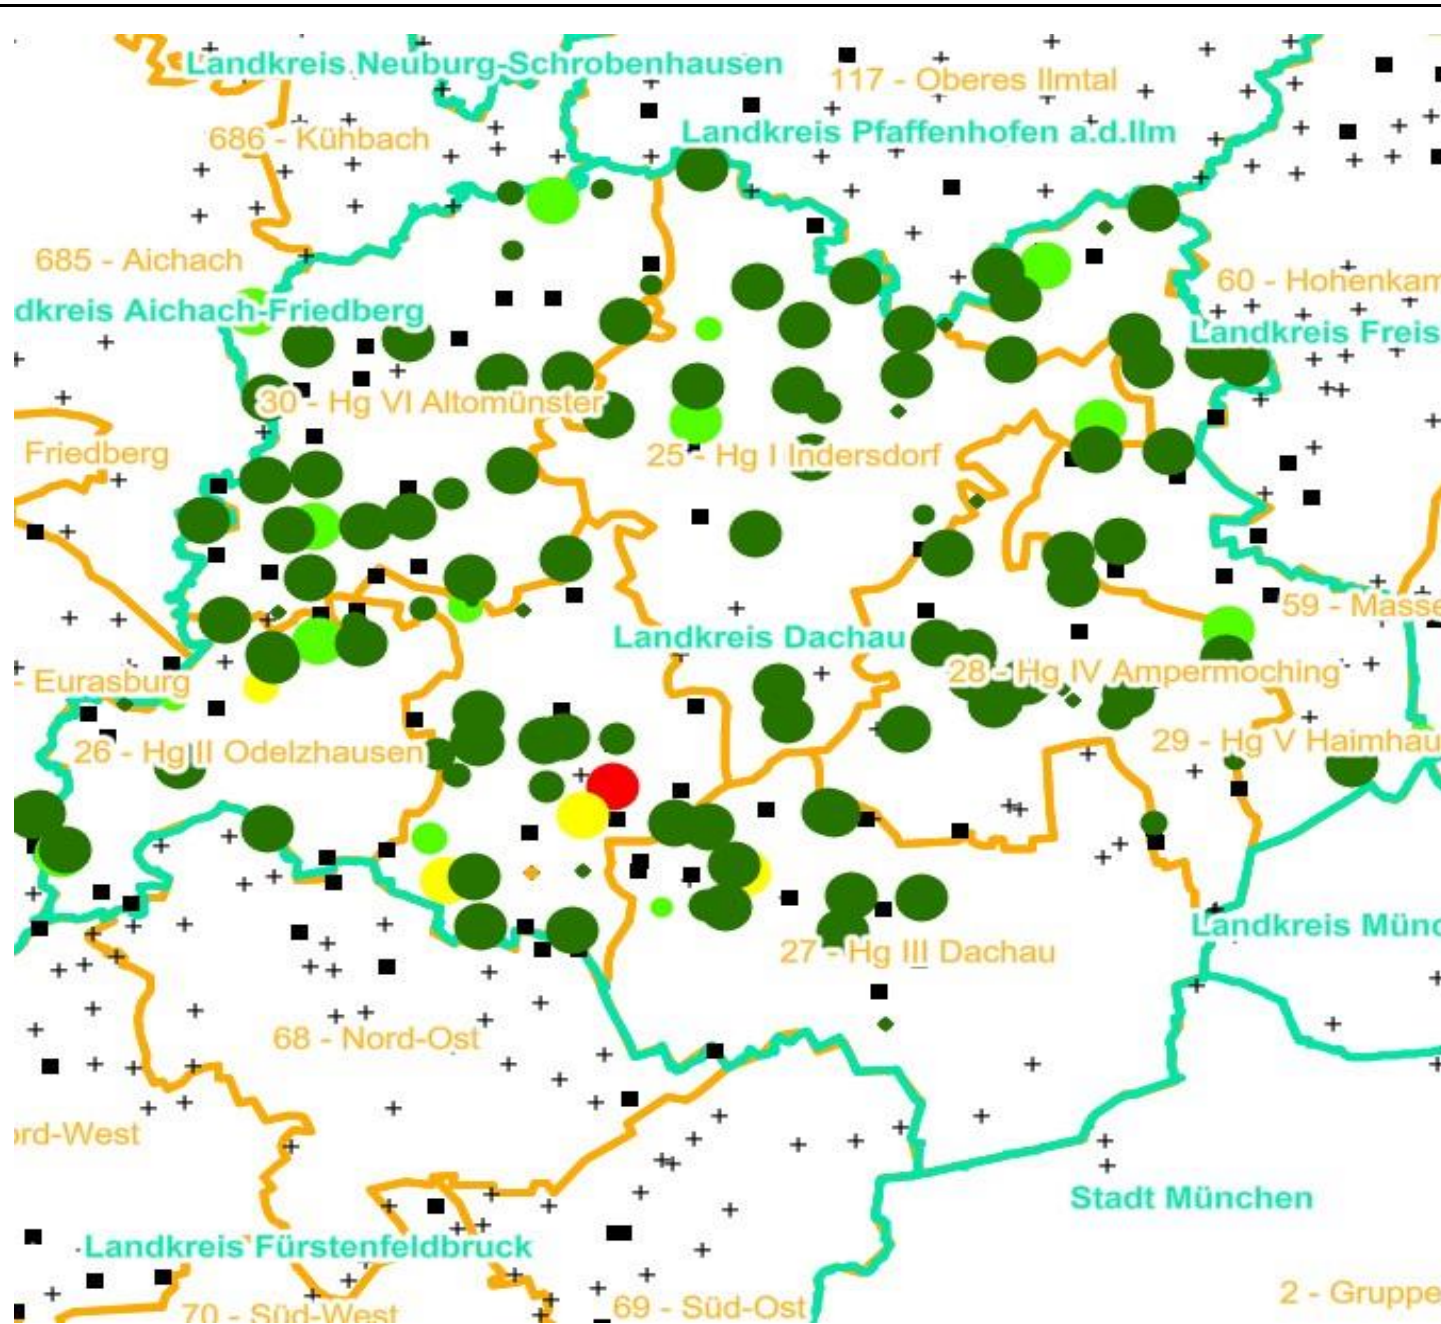 Landkreis Neuburg-Schrobenhausen
117 - Oberes Ilmtal
686 - Kühbach
Landkreis Pfaffenhofen a.d.Ilm
685 - Aichach
60 - Hohenkam
dkreis Aichach-Friedberg
Landkreis Freis
30 - Hg VI Altomünster
Friedberg
25 - Hg I Indersdorf
59 - Masse
Landkreis Dachau
- Eurasburg
28 - Hg IV Ampermoching
26 - Hg II Odelzhausen
29 - Hg V Haimhau
Landkreis Münc
27 - Hg III Dachau
68 - Nord-Ost
ord-West
Stadt München
Landkreis Fürstenfeldbruck
2 - Gruppe
70 - Süd-West
69 - Süd-Ost